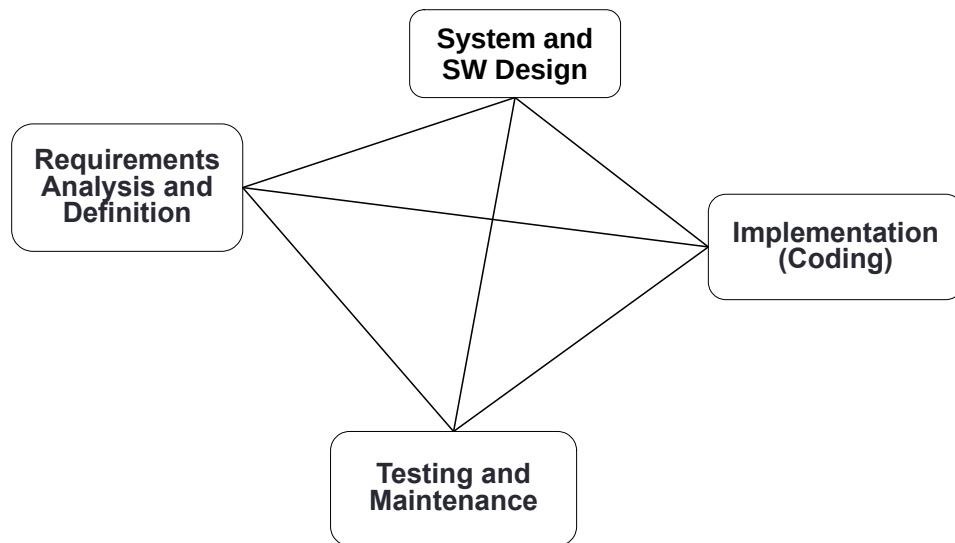 System and
SW Design
Requirements
Analysis and
Definition
Implementation
(Coding)
Testing and
Maintenance